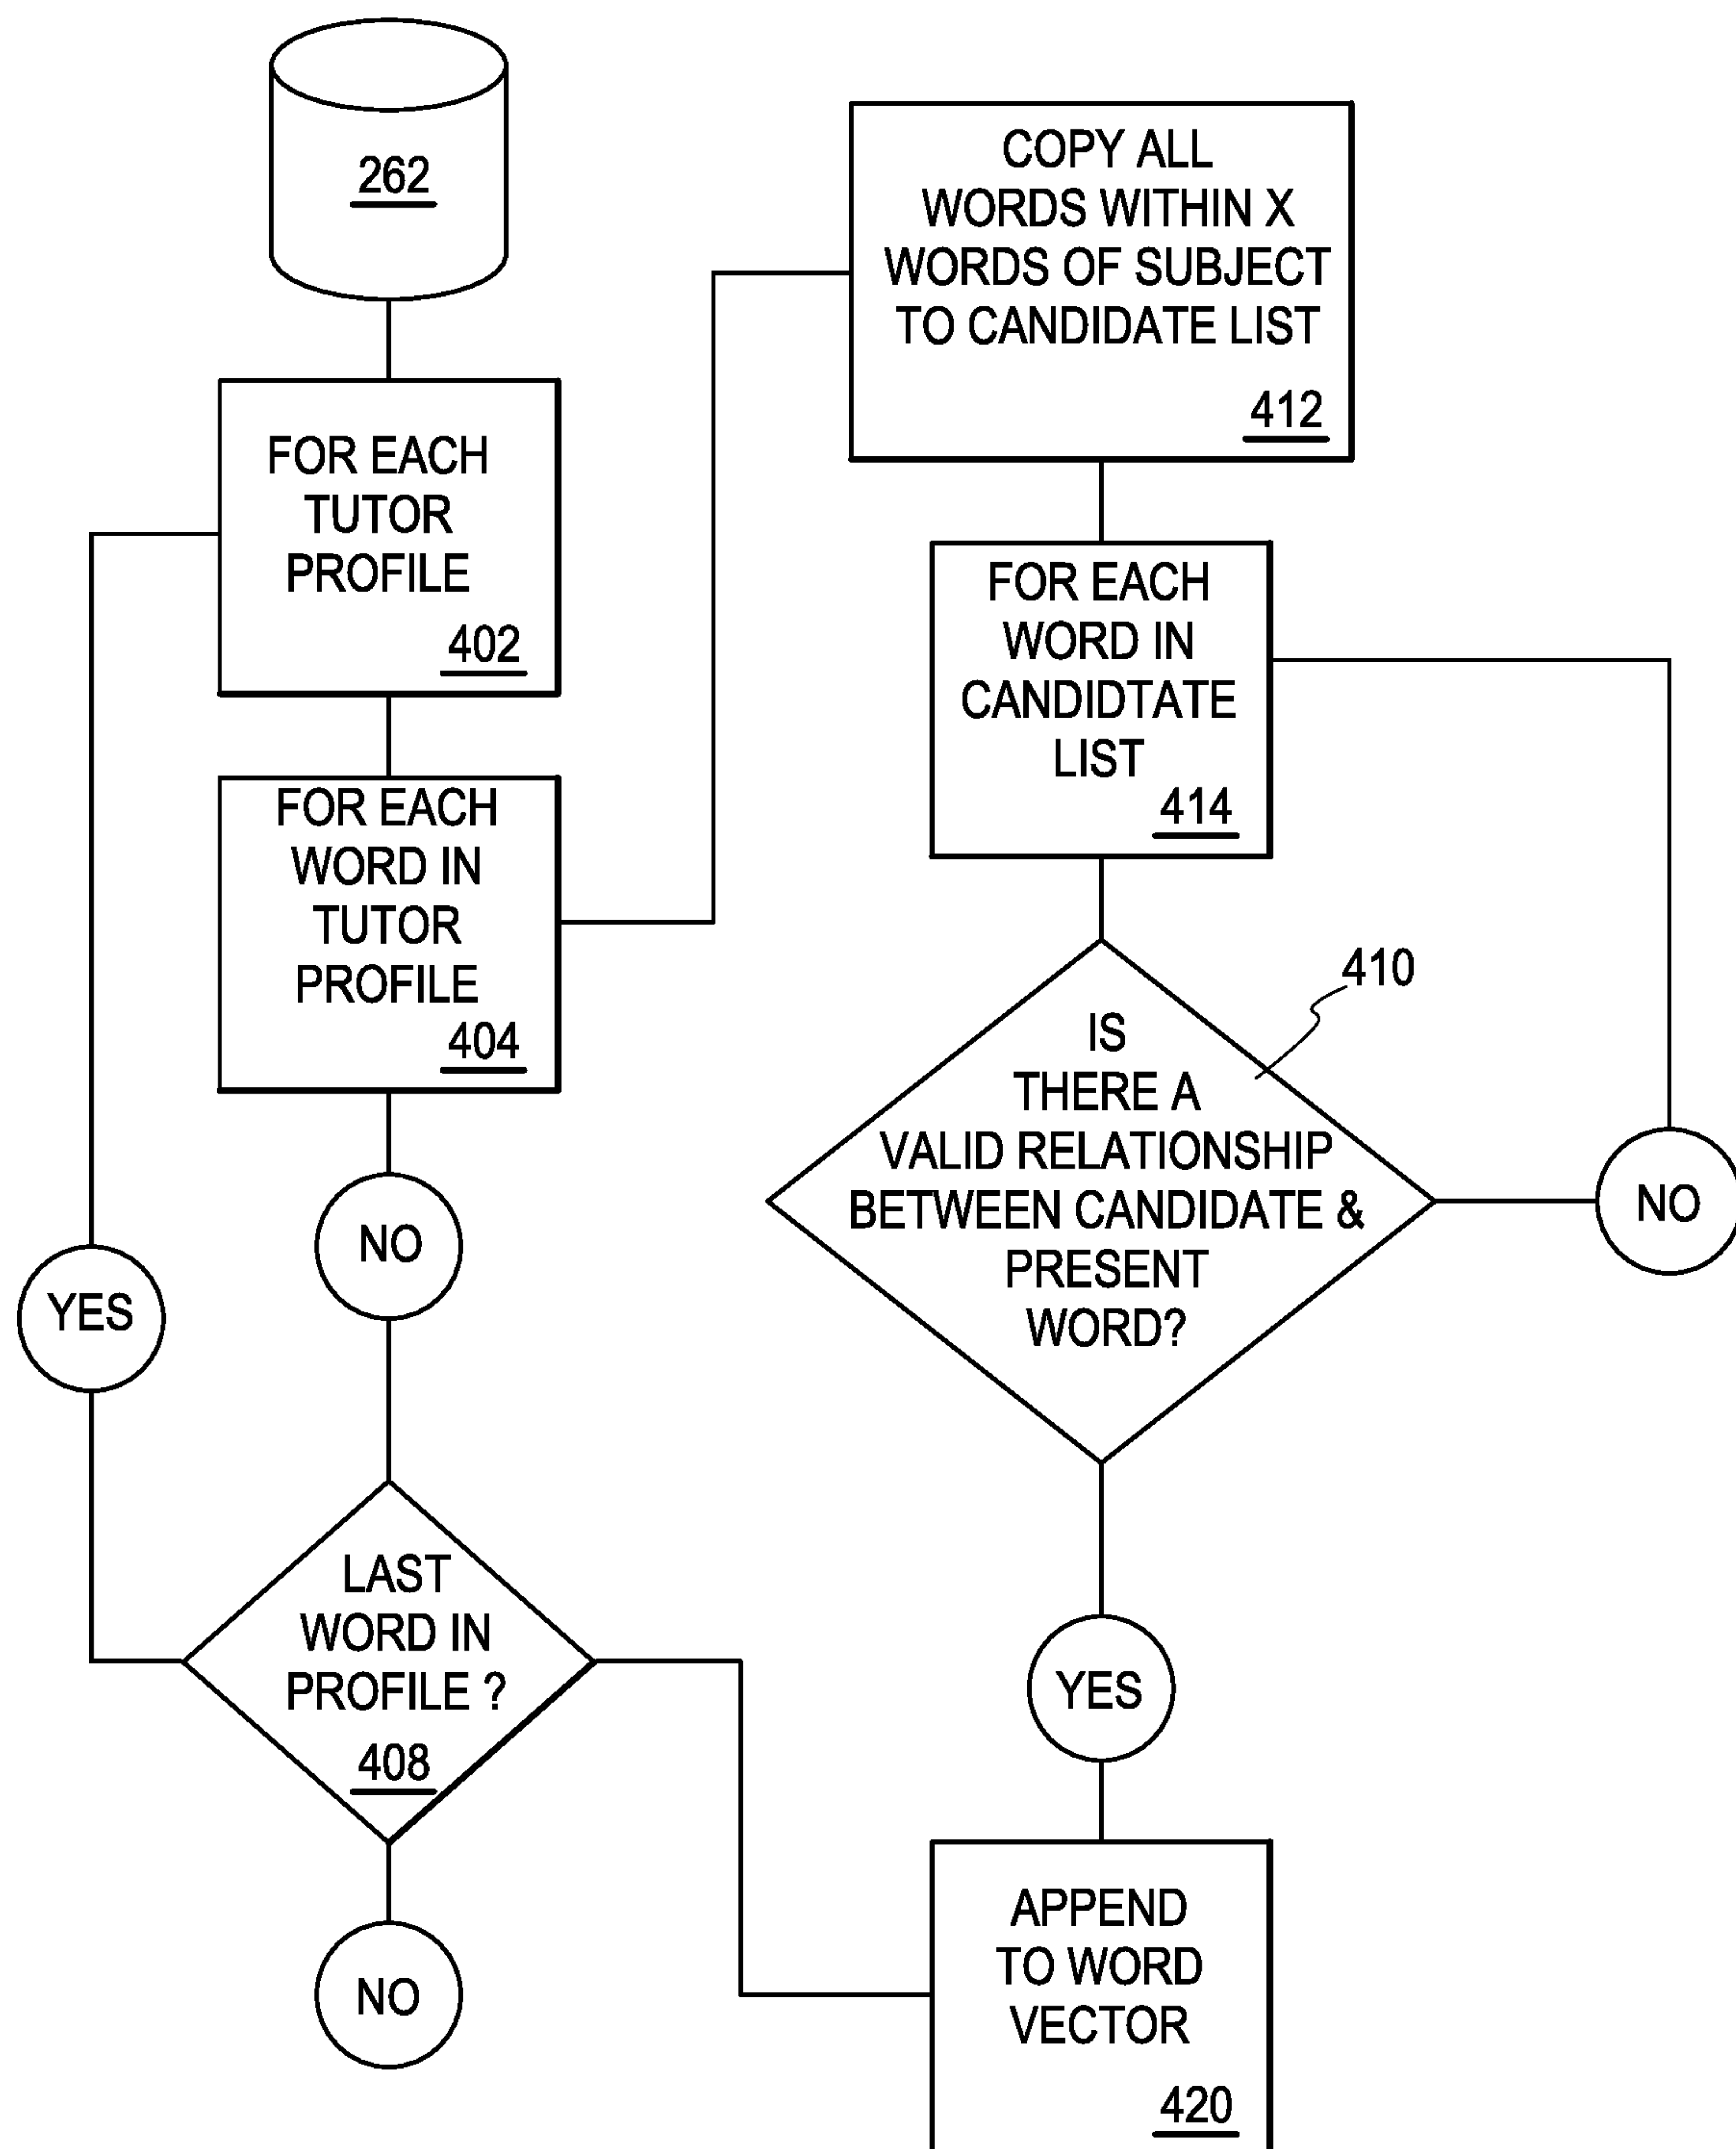 262
FOR EACH
TUTOR
PROFILE
402
FOR EACH
WORD IN
TUTOR
PROFILE
404
NO
YES
LAST
WORD IN
PROFILE ?
408
NO
COPY ALL
WORDS WITHIN X
WORDS OF SUBJECT
TO CANDIDATE LIST
412
FOR EACH
WORD IN
CANDIDTATE
LIST
414
410
IS
THERE A
VALID RELATIONSHIP
BETWEEN CANDIDATE &
PRESENT
WORD?
NO
YES
APPEND
TO WORD
VECTOR
420